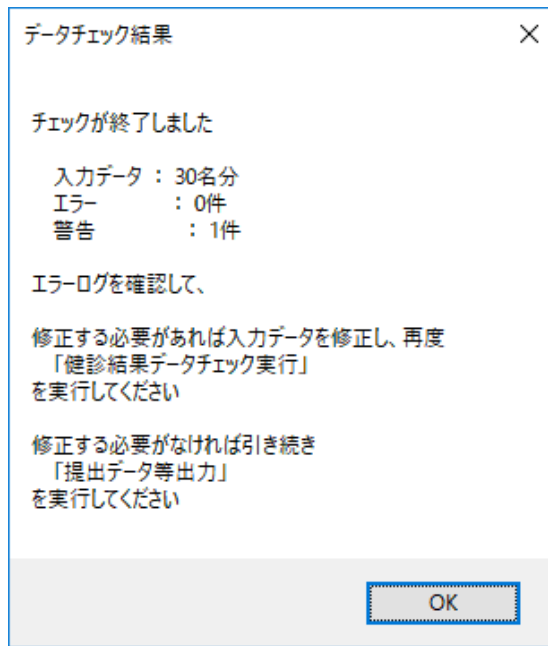 データチェック結果
チェックが終了しました
入力データ : 30名分
エラー : 0件
警告 : 1件
エラーログを確認して、
修正する必要があれば入力データを修正し、再度
「健診結果データチェック実行」
を実行してください
修正する必要がなければ引き続き
「提出データ等出力」
を実行してください
OK